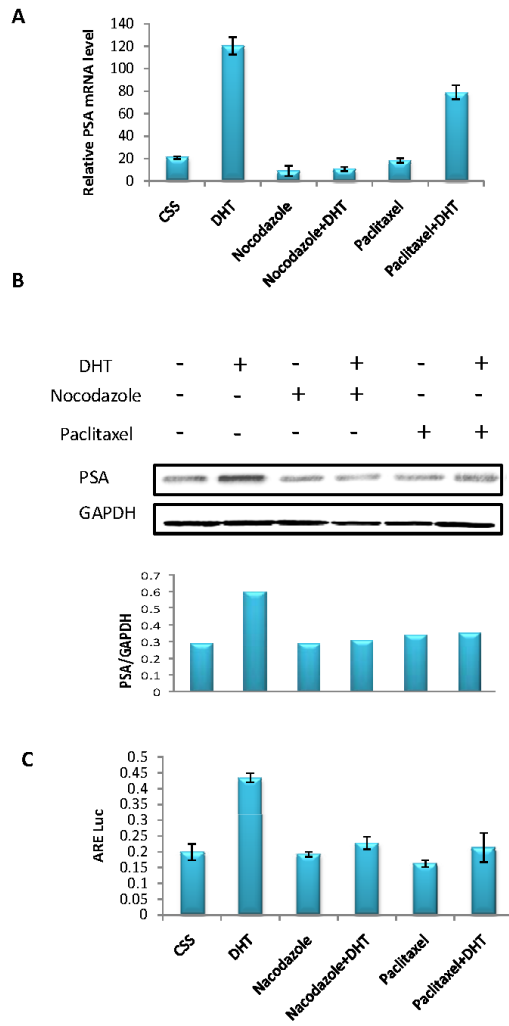 A
Relative PSA mRNA level
140
120
100
80
60
40
20
0
CSS
DHT
Nocodazole
Nocodazole+DHT
Paclitaxel
Paclitaxel+DHT
B
DHT - + - + - +
Nocodazole - - + + - -
Paclitaxel - - - - + +
PSA
GAPDH
PSA/GAPDH
0.7
0.6
0.5
0.4
0.3
0.2
0.1
0
C
ARE Luc
0.5
0.45
0.4
0.35
0.3
0.25
0.2
0.15
0.1
0.05
0
CSS
DHT
Nacodazole
Nacodazole+DHT
Paclitaxel
Paclitaxel+DHT